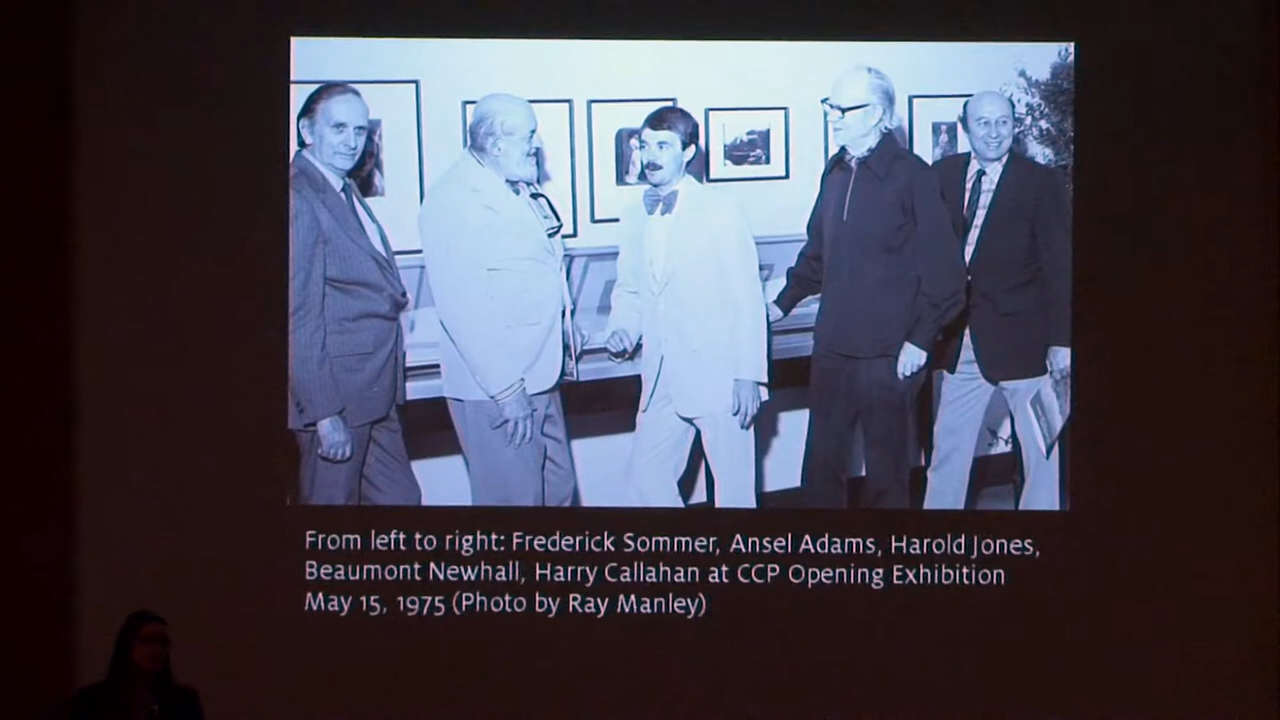 From left to right: Frederick Sommer, Ansel Adams, Harold Jones,
Beaumont Newhall, Harry Callahan at CCP Opening Exhibition
May 15, 1975 (Photo by Ray Manley)